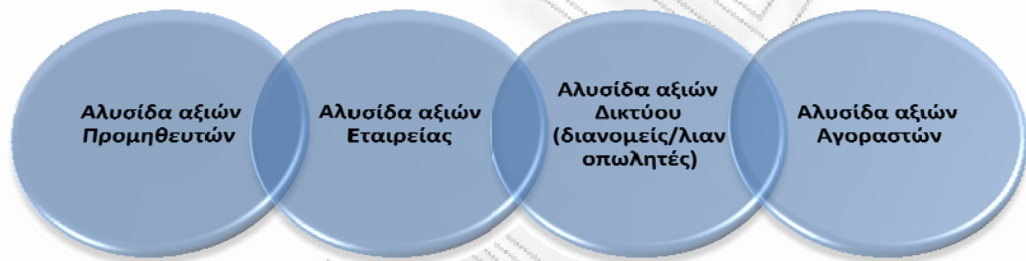 Αλυσίδα αξιών
Προμηθευτών
Αλυσίδα αξιών
Εταιρείας
Αλυσίδα αξιών
Δικτύου
(διανομείς/λιαν
οπωλητές)
Αλυσίδα αξιών
Αγοραστών